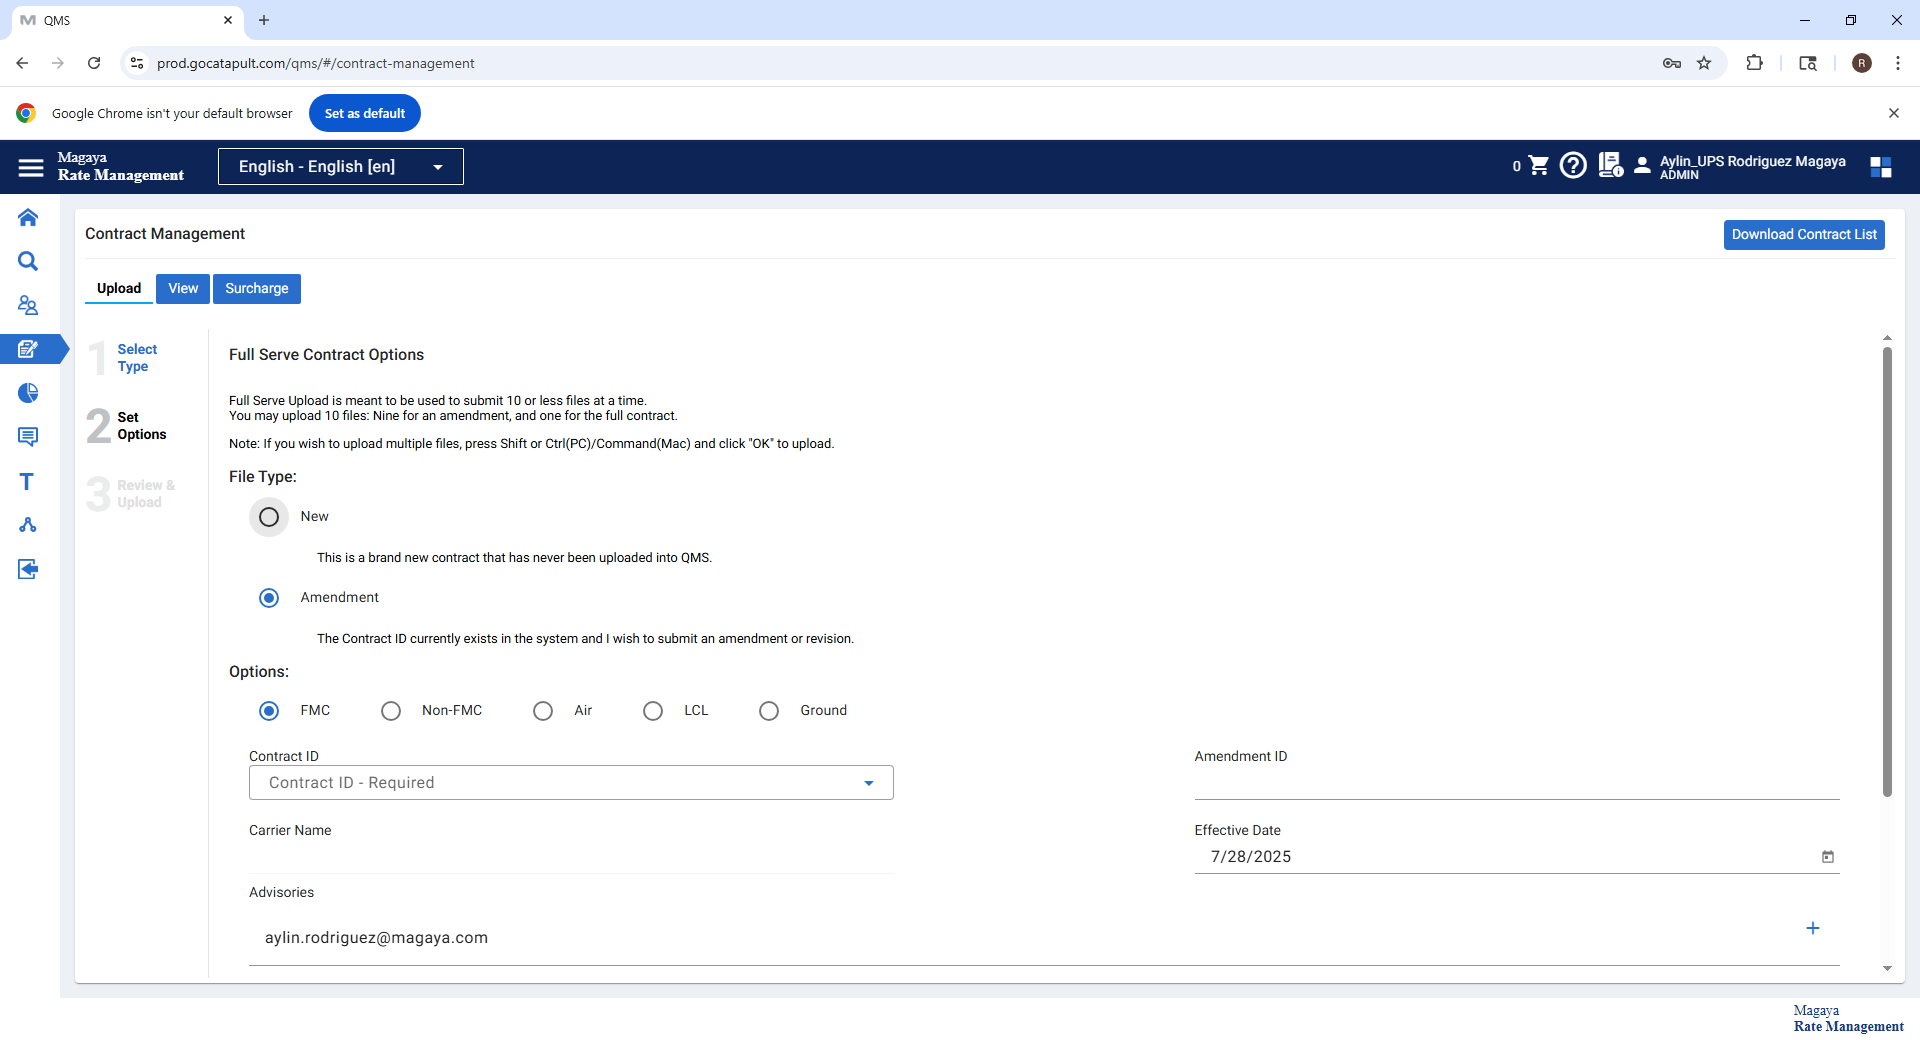 QMS
prod.gocatapult.com/qms/#/contract-management
R
Google Chrome isn't your default browser
Set as default
Magaya
Rate Management
English - English [en]
0
Aylin_UPS Rodriguez Magaya
ADMIN
Contract Management
Download Contract List
Upload
View
Surcharge
1 Select Type
2 Set Options
3 Review & Upload
Full Serve Contract Options
Full Serve Upload is meant to be used to submit 10 or less files at a time.
You may upload 10 files: Nine for an amendment, and one for the full contract.
Note: If you wish to upload multiple files, press Shift or Ctrl(PC)/Command(Mac) and click "OK" to upload.
File Type:
New
This is a brand new contract that has never been uploaded into QMS.
Amendment
The Contract ID currently exists in the system and I wish to submit an amendment or revision.
Options:
FMC
Non-FMC
Air
LCL
Ground
Contract ID
Contract ID - Required
Amendment ID
Carrier Name
Effective Date
7/28/2025
Advisories
aylin.rodriguez@magaya.com
Magaya
Rate Management